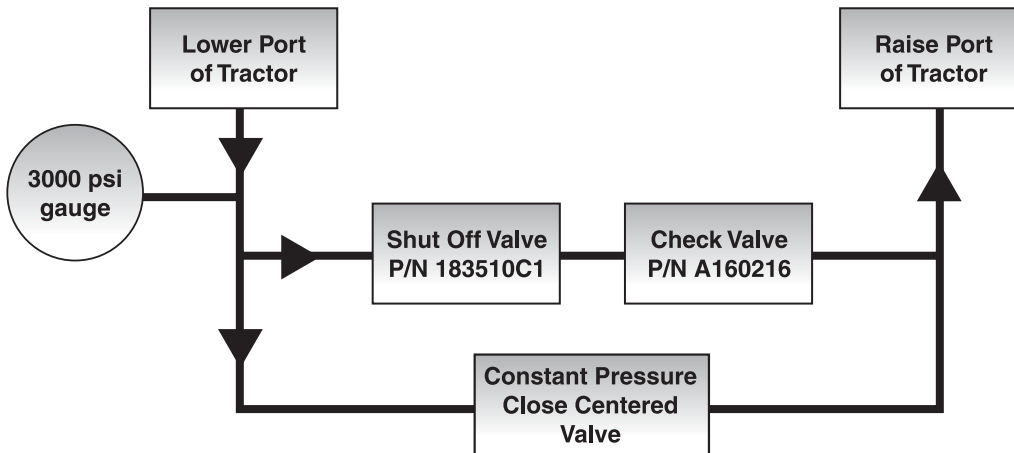 Lower Port
of Tractor
Raise Port
of Tractor
3000 psi
gauge
Shut Off Valve
P/N 183510C1
Check Valve
P/N A160216
Constant Pressure
Close Centered
Valve